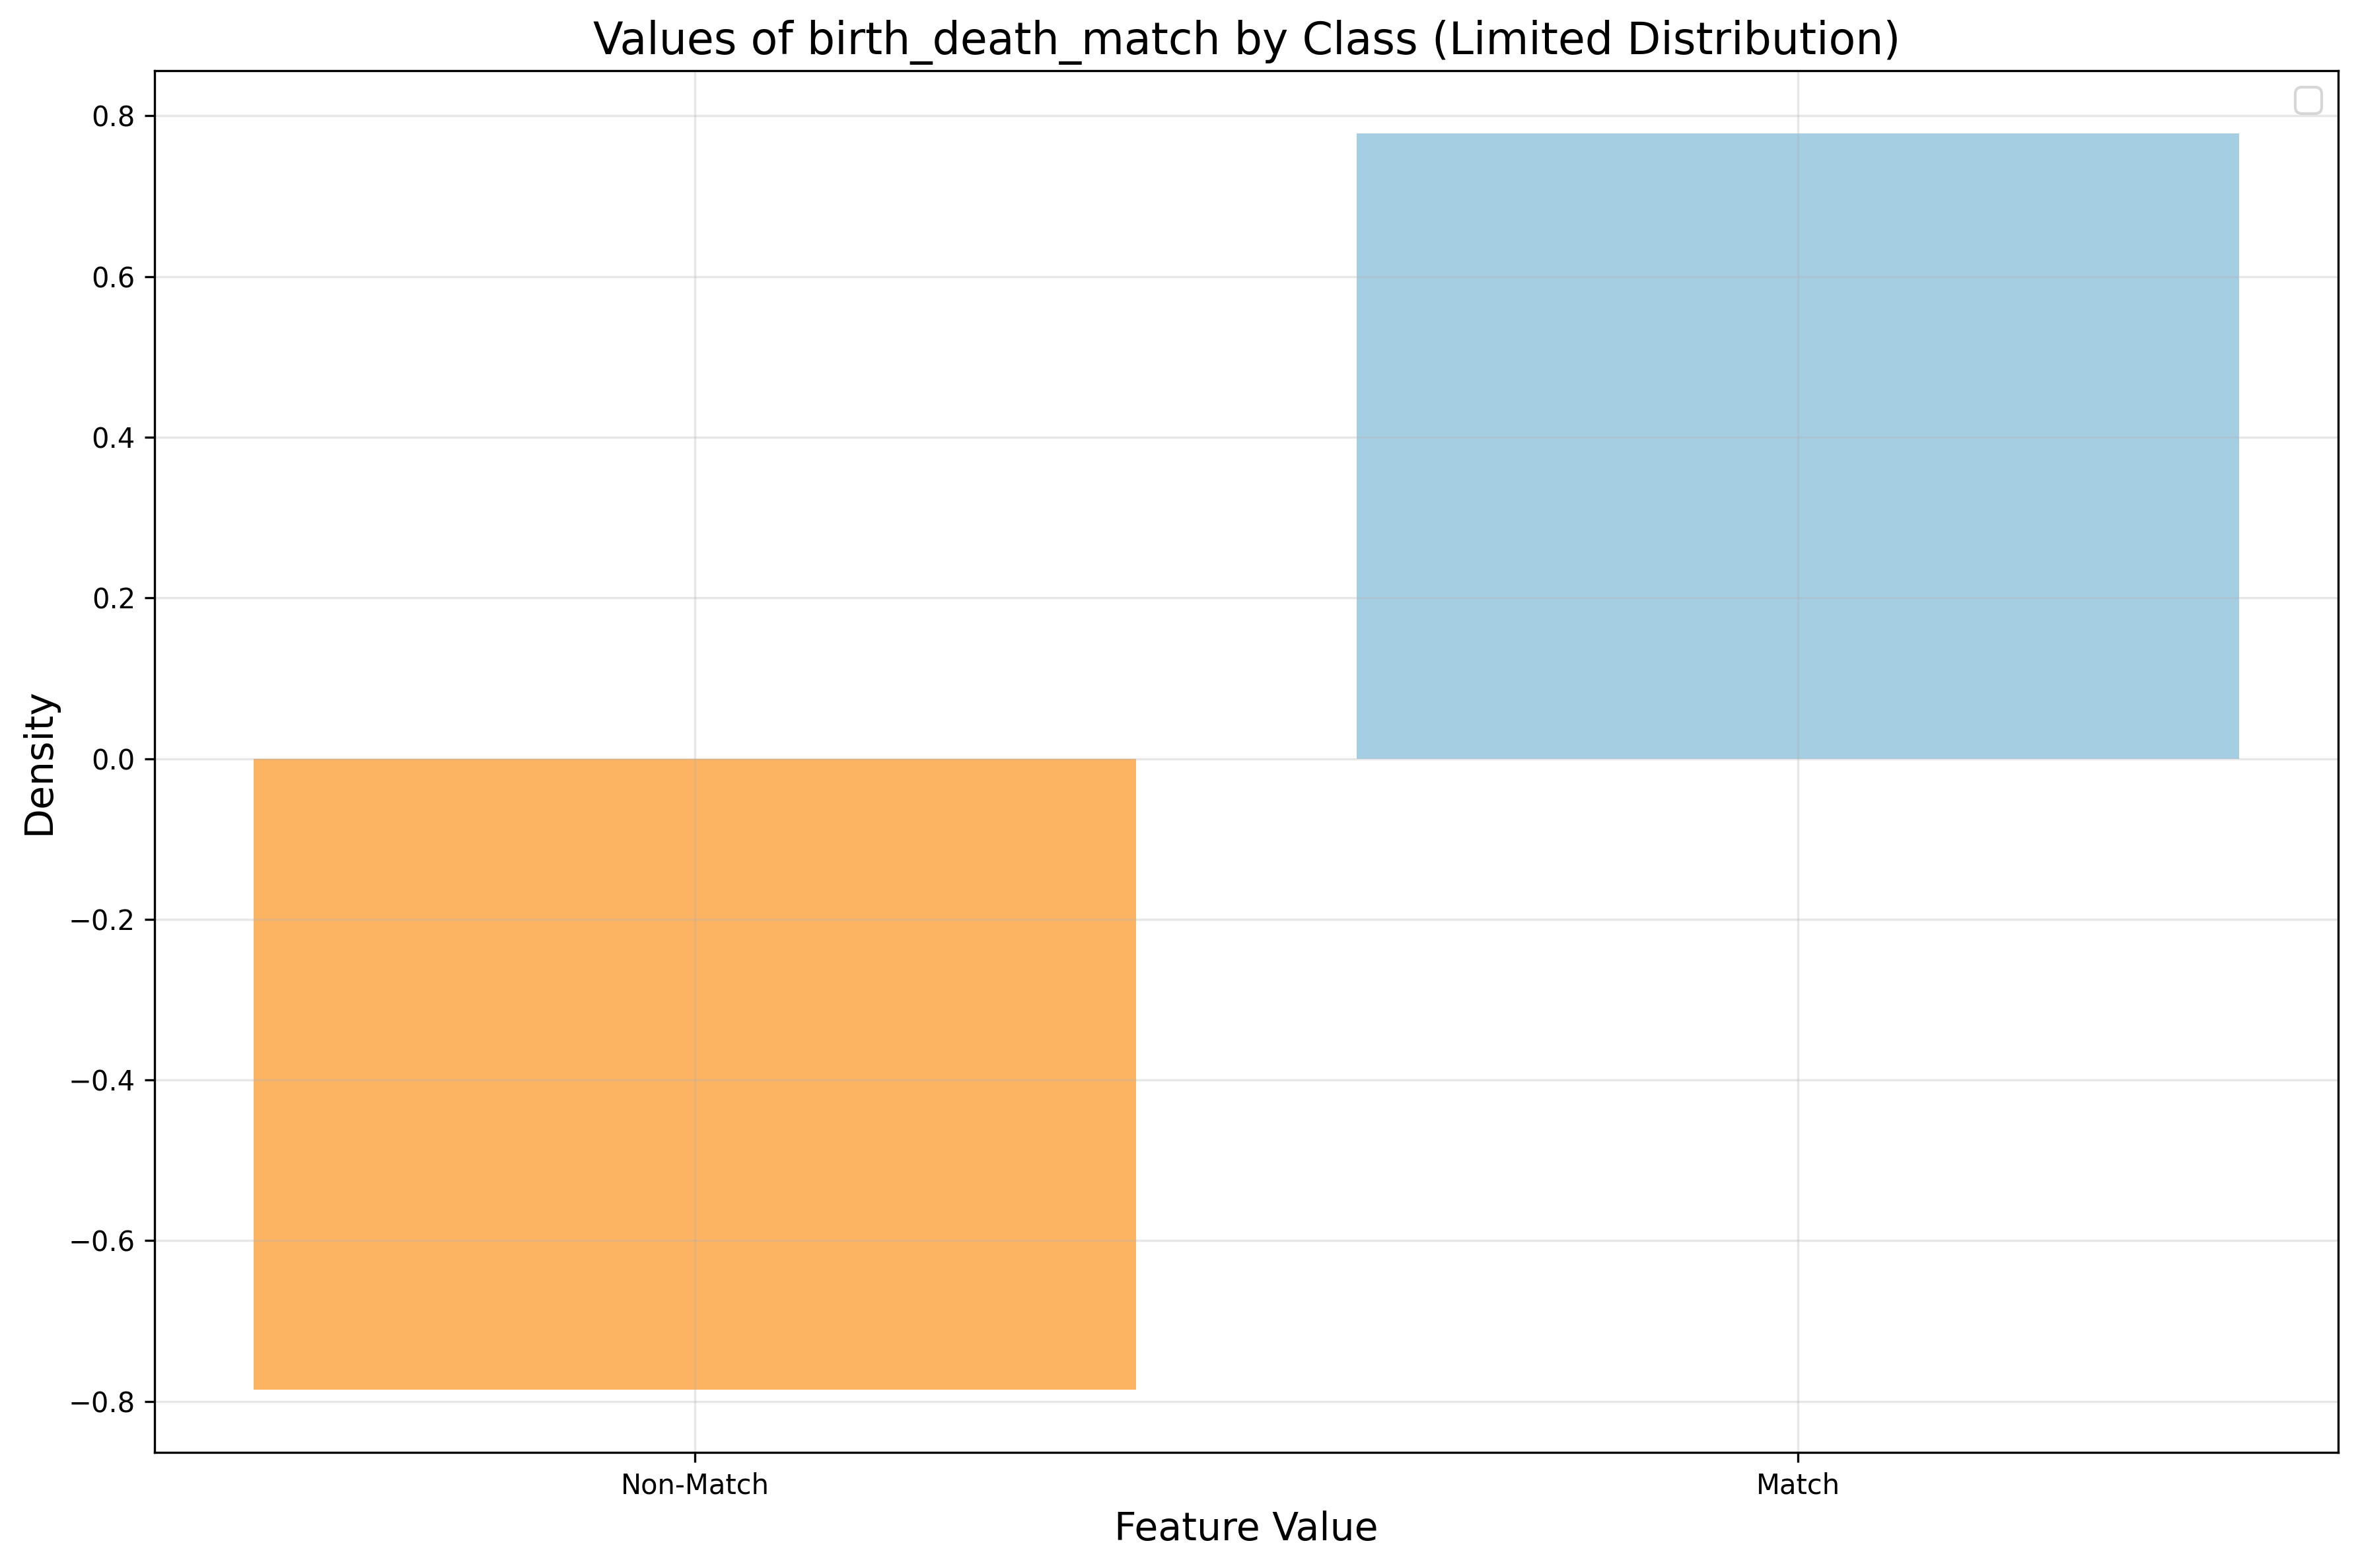 Values of birth_death_match by Class (Limited Distribution)
Density
0.8
0.6
0.4
0.2
0.0
−0.2
−0.4
−0.6
−0.8
Non-Match
Match
Feature Value